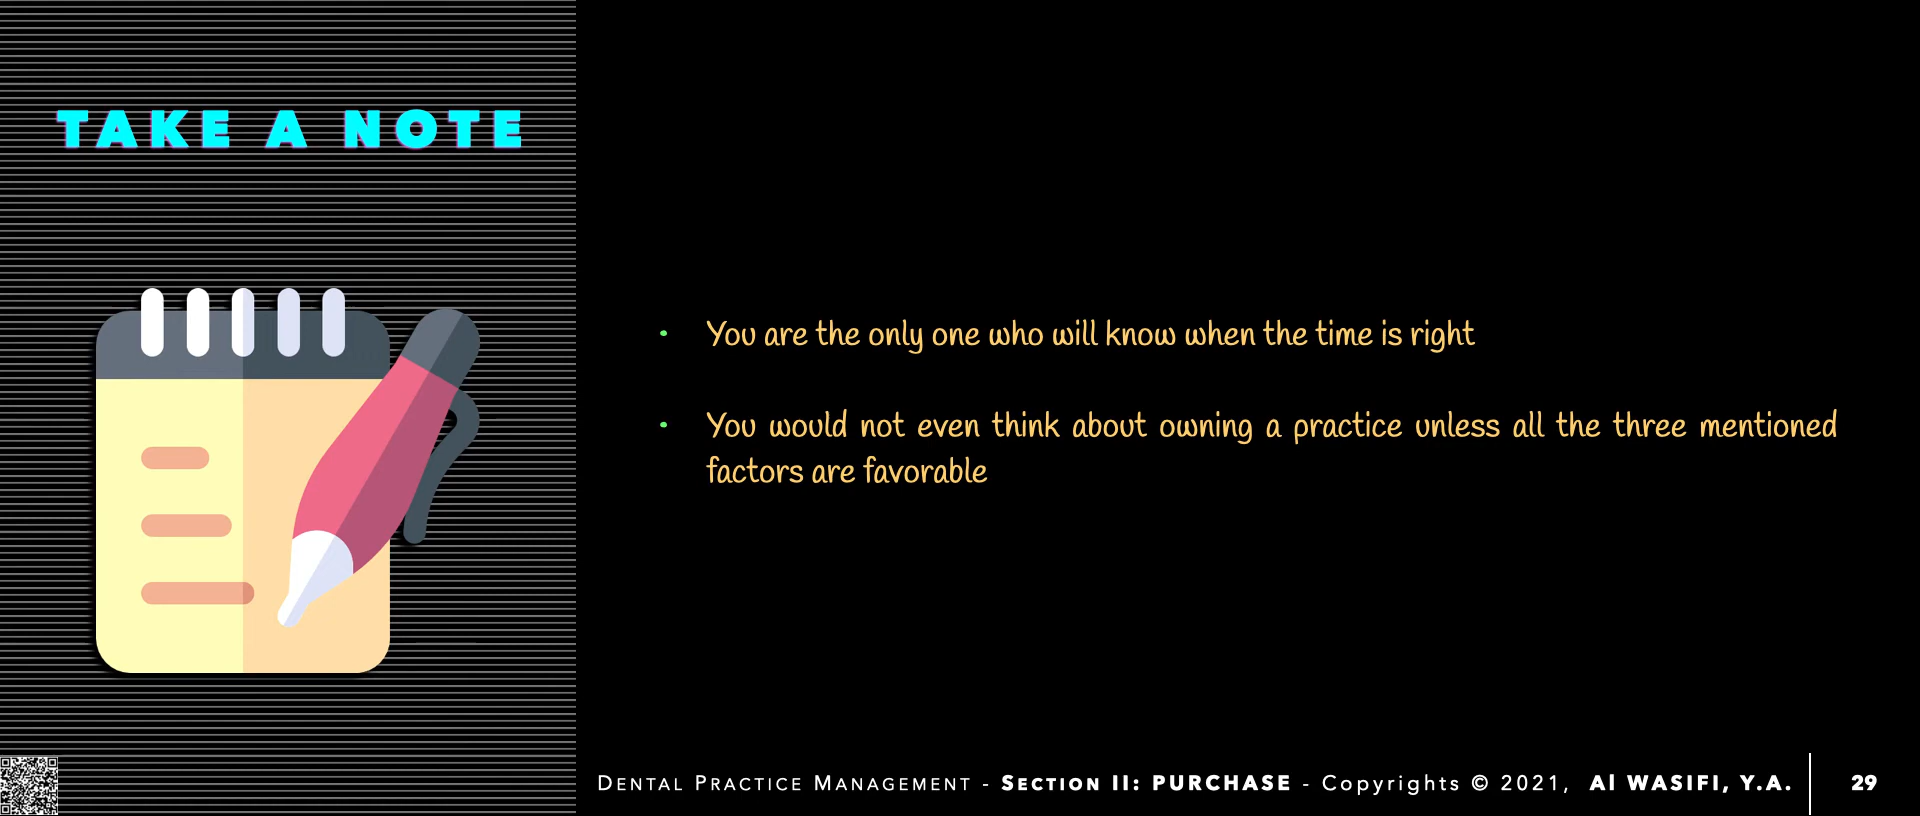 TAKE A NOTE
• You are the only one who will know when the time is right
• You would not even think about owning a practice unless all the three mentioned
factors are favorable
DENTAL PRACTICE MANAGEMENT - SECTION II: PURCHASE - Copyrights © 2021, Al WASIFI, Y.A.
29